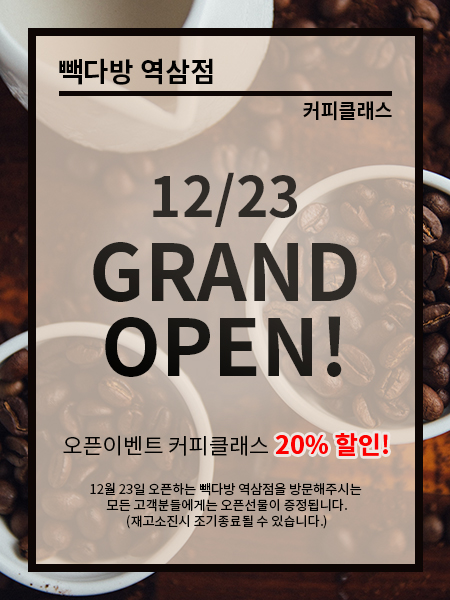 빽다방 역삼점
커피클래스
12/23
GRAND
OPEN!
오픈이벤트 커피클래스 20% 할인!
12월 23일 오픈하는 빽다방 역삼점을 방문해주시는
모든 고객분들에게는 오픈선물이 증정됩니다.
(재고소진시 조기종료될 수 있습니다.)